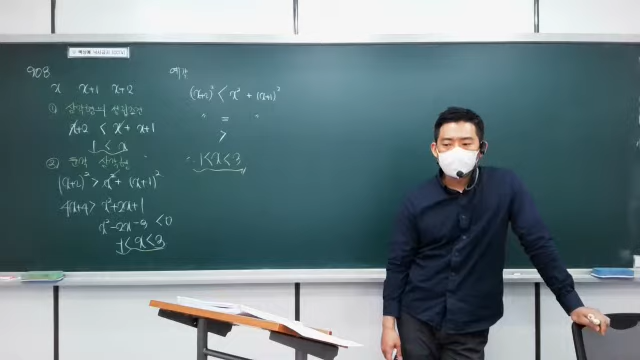 908
x x+1 x+2
① 삼각형의 성립조건
x+2 < x + x+1
1 < x
② 둔각 삼각형
(x+2)² > x² + (x+1)²
4x+4 > x²+2x+1
x²-2x-3 < 0
1 < x < 3
예각
(x+2)² < x² + (x+1)²
" = "
>
∴ 1 < x < 3